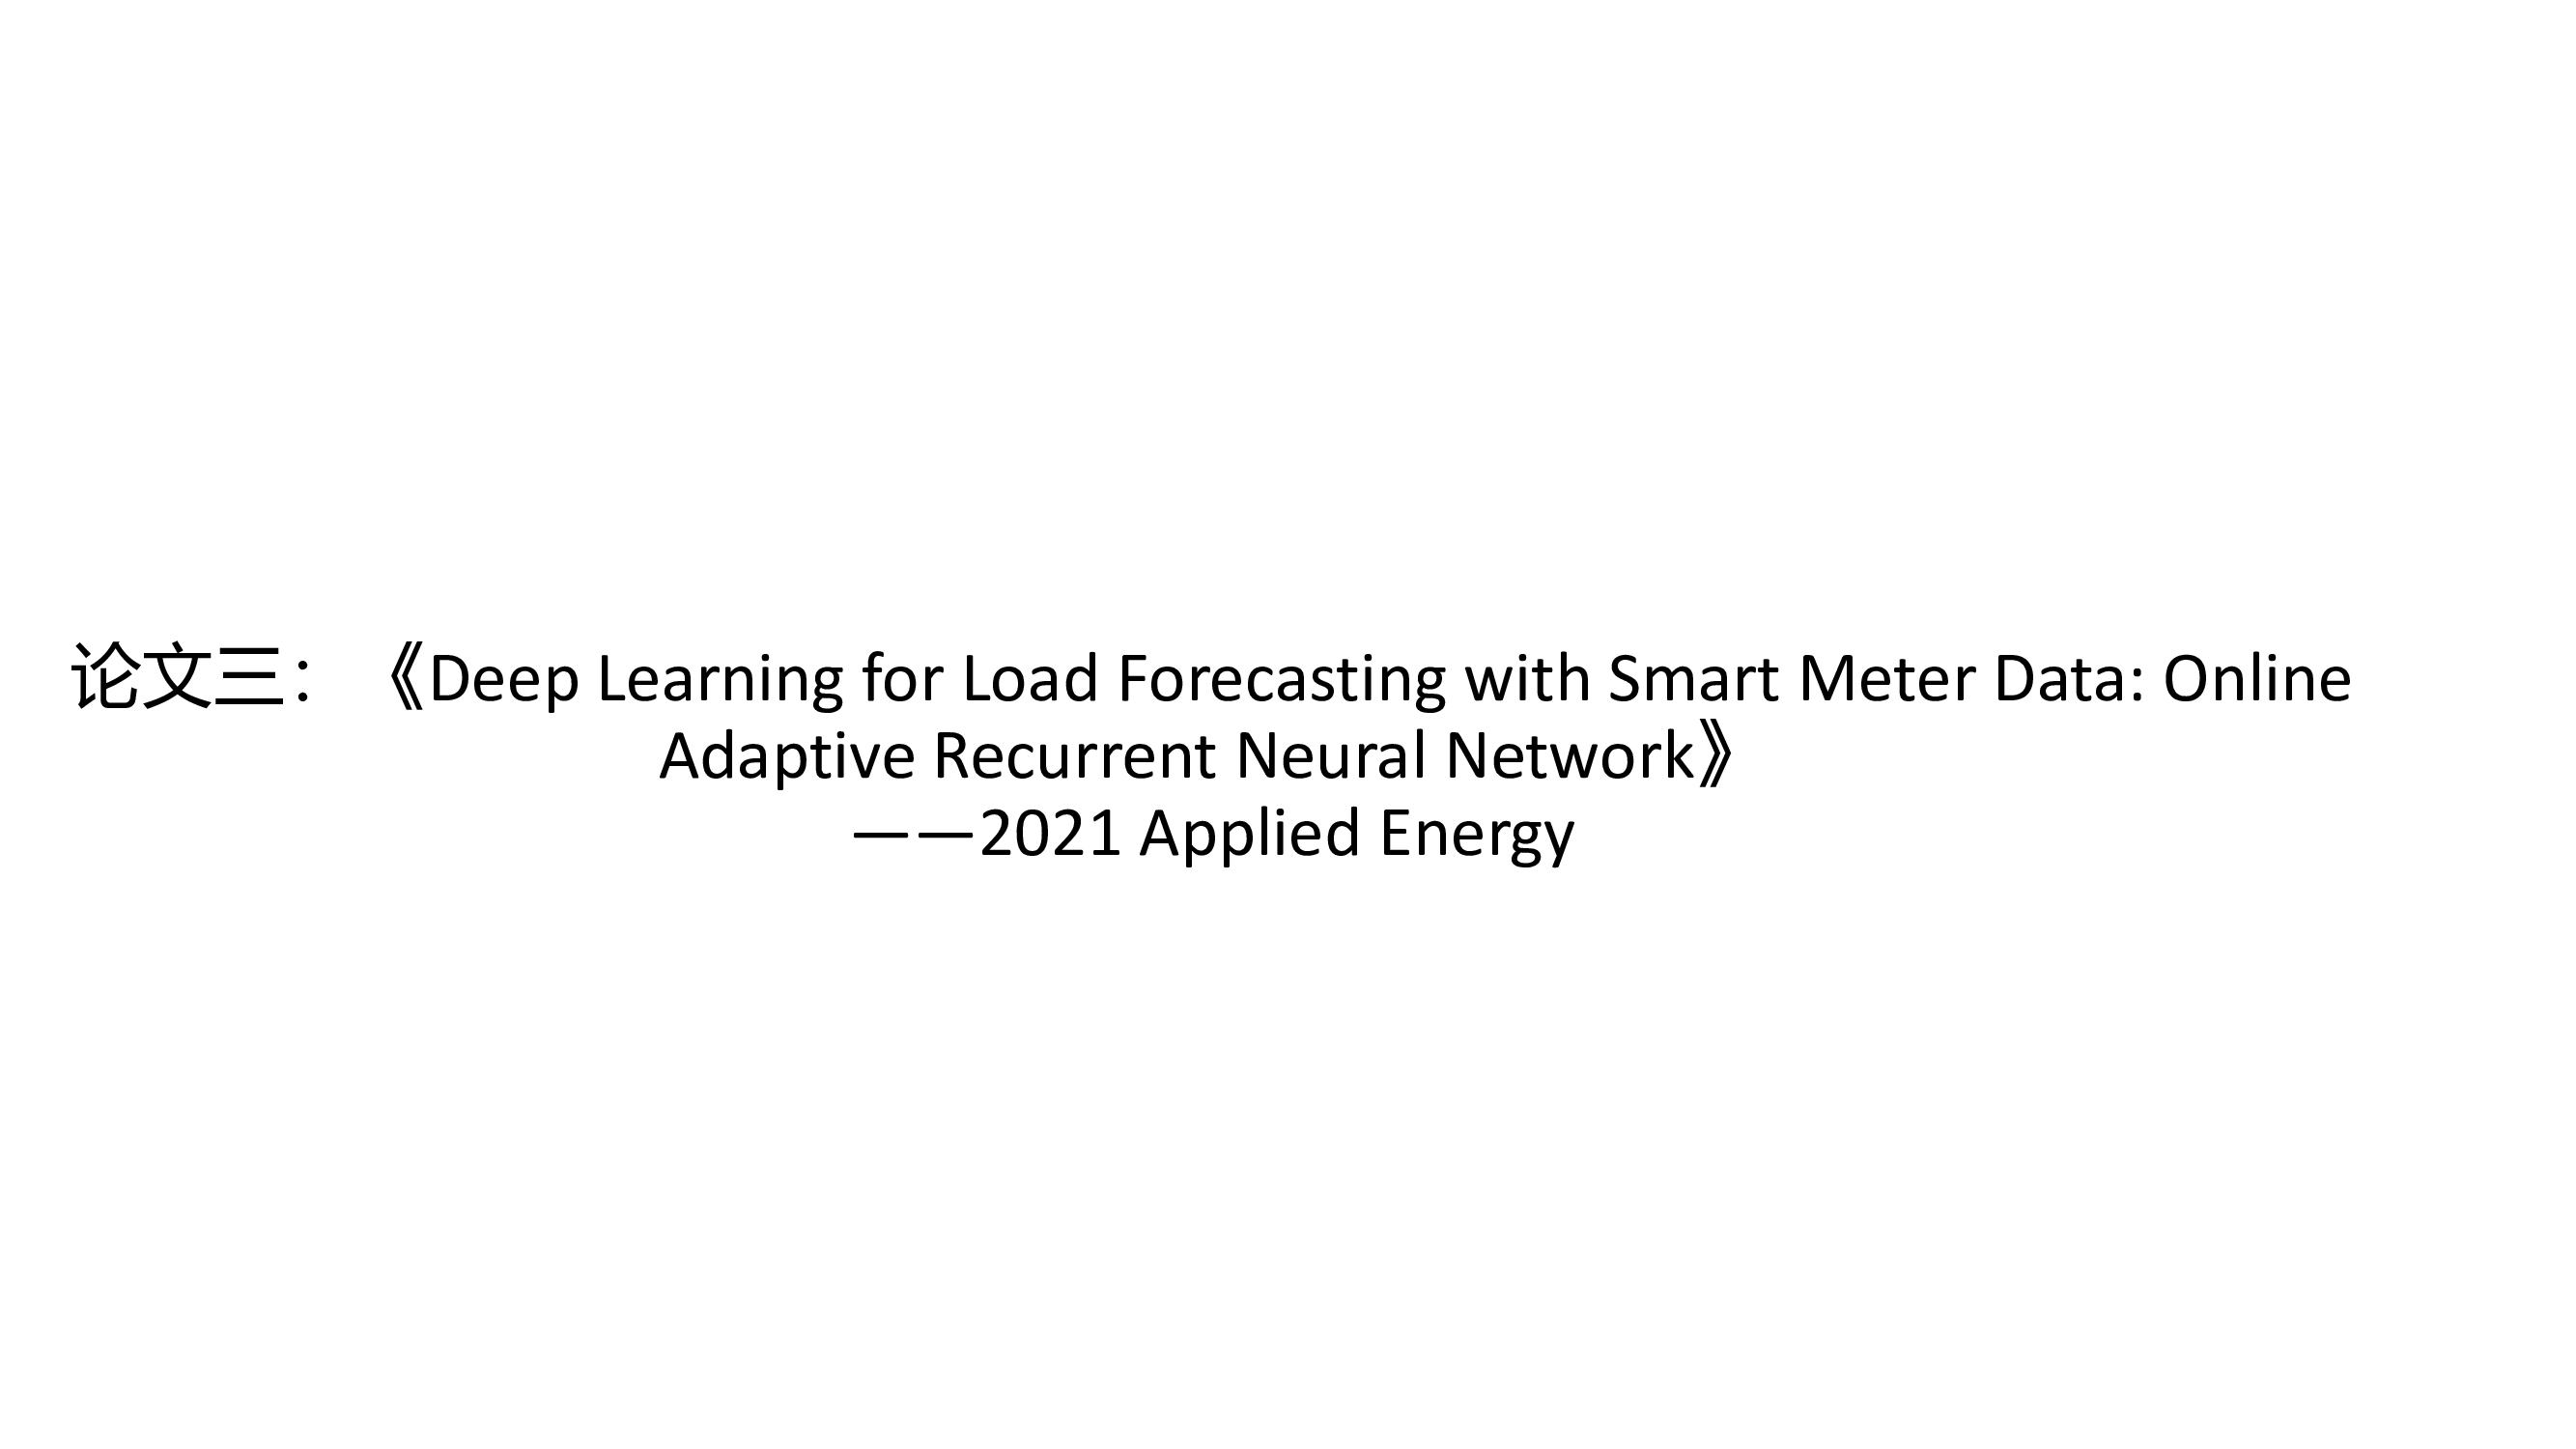 论文三：《Deep Learning for Load Forecasting with Smart Meter Data: Online
Adaptive Recurrent Neural Network》
——2021 Applied Energy